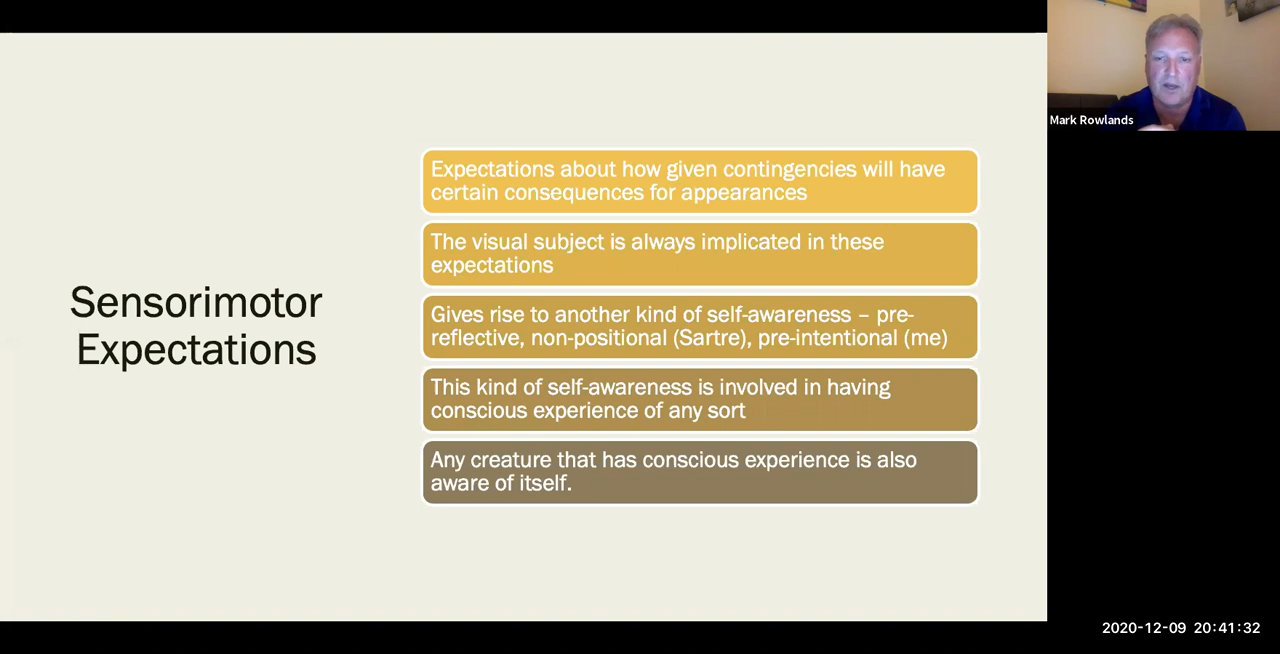 Mark Rowlands
Sensorimotor
Expectations
Expectations about how given contingencies will have
certain consequences for appearances
The visual subject is always implicated in these
expectations
Gives rise to another kind of self-awareness – pre-
reflective, non-positional (Sartre), pre-intentional (me)
This kind of self-awareness is involved in having
conscious experience of any sort
Any creature that has conscious experience is also
aware of itself.
2020-12-09 20:41:32